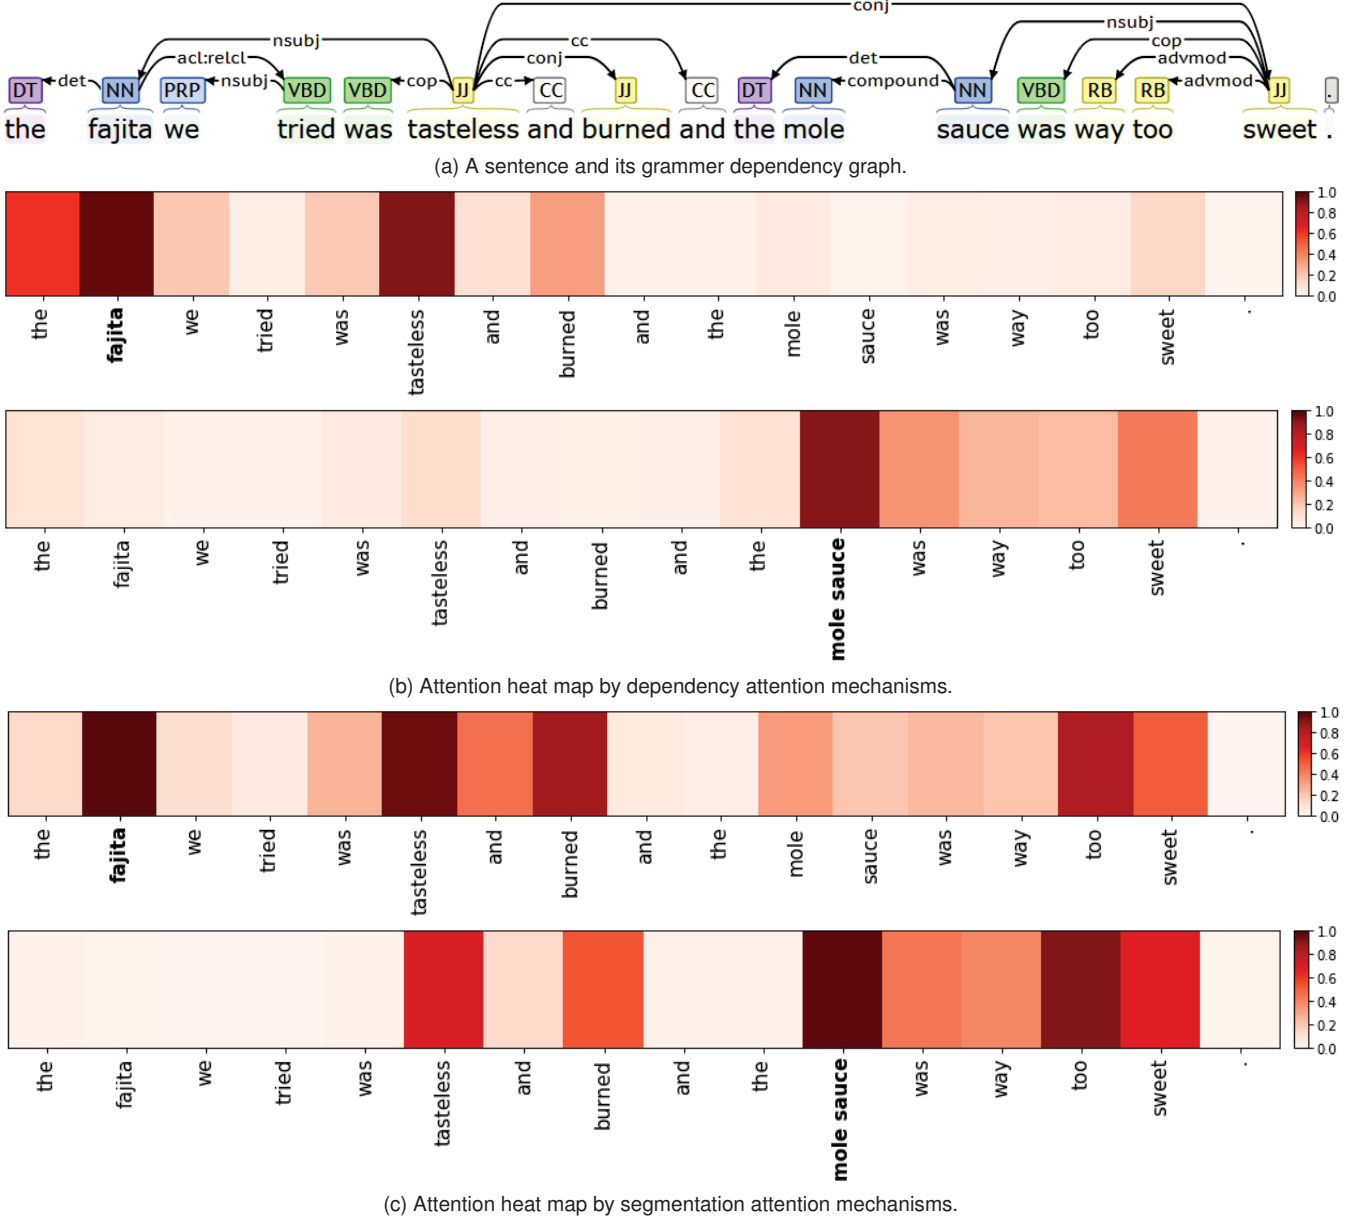 conj
nsubj
nsubj cc cop
acl:relcl conj det advmod
DT det NN PRP nsubj VBD VBD cop JJ cc CC JJ CC DT NN compound NN VBD RB RB advmod JJ .
the fajita we tried was tasteless and burned and the mole sauce was way too sweet .
(a) A sentence and its grammer dependency graph.
1.0
0.8
0.6
0.4
0.2
0.0
the fajita we tried was tasteless and burned and the mole sauce was way too sweet .
1.0
0.8
0.6
0.4
0.2
0.0
the fajita we tried was tasteless and burned and the mole sauce was way too sweet .
(b) Attention heat map by dependency attention mechanisms.
1.0
0.8
0.6
0.4
0.2
0.0
the fajita we tried was tasteless and burned and the mole sauce was way too sweet .
1.0
0.8
0.6
0.4
0.2
0.0
the fajita we tried was tasteless and burned and the mole sauce was way too sweet .
(c) Attention heat map by segmentation attention mechanisms.